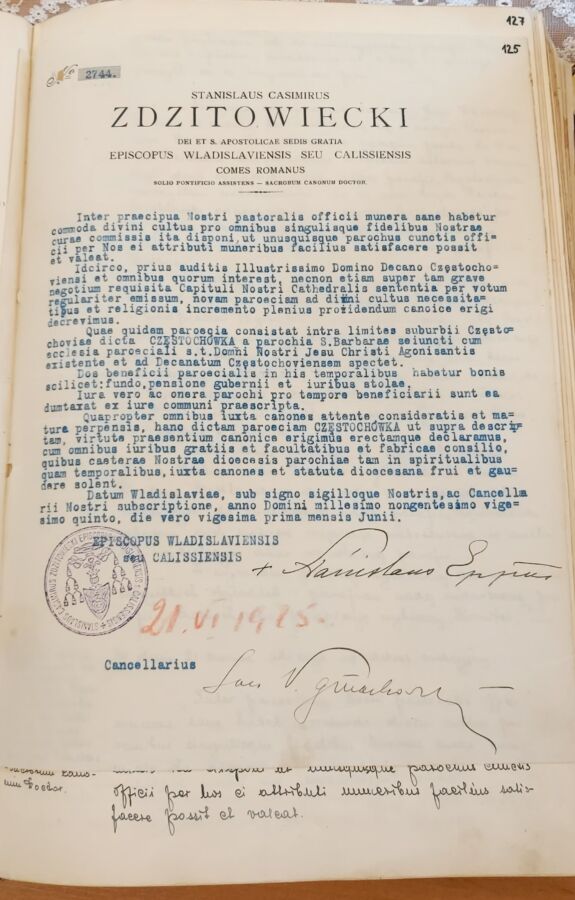 127
125
No 2744.
STANISLAUS CASIMIRUS
ZDZITOWIECKI
DEI ET S. APOSTOLICAE SEDIS GRATIA
EPISCOPUS WLADISLAVIENSIS SEU CALISSIENSIS
COMES ROMANUS
SOLIO PONTIFICIO ASSISTENS — SACRORUM CANONUM DOCTOR.
Inter praecipua Nostri pastoralis officii munera sane habetur
commoda divini cultus pro omnibus singulisque fidelibus Nostrae
curae commissis ita disponi, ut unusquisque parochus cunctis offi=
cii per Nos ei attributi muneribus facilius satisfacere possit
et valeat.
Idcirco, prius auditis Illustrissimo Domino Decano Częstocho=
viensi et omnibus quorum interest, necnon etiam super tam grave
negotium requisita Capituli Nostri Cathedralis sententia per votum
regulariter emissum, novam paroeciam ad divini cultus necessita=
tibus et religionis incremento plenius providendum canoice erigi
decrevimus.
Quae quidem paroecia consistat intra limites suburbii Często=
choviae dicta CZĘSTOCHÓWKA a parochia S.Barbarae seiuncti cum
ecclesia paroeciali s.t.Domini Nostri Jesu Christi Agonisantis
existente et ad Decanatum Częstochoviensem spectet.
Dos beneficii paroecialis in his temporalibus habetur bonis
scilicet:fundo,pensione gubernii et iuribus stolae.
Iura vero ac onera parochi pro tempore beneficiarii sunt ea
dumtaxat ex iure communi praescripta.
Quapropter omnibus iuxta canones attente consideratis et ma=
tura perpensis, hanc dictam paroeciam CZĘSTOCHÓWKA ut supra descrip=
tam, virtute praesentium canonice erigimus erectamque declaramus,
cum omnibus iuribus gratiis et facultatibus et fabricae consilio,
quibus caeterae Nostrae dioecesis parochiae tam in spiritualibus
quam temporalibus,iuxta canones et statuta dioecesana frui et gau=
dere solent.
Datum Wladislaviae, sub signo sigilloque Nostris,ac Cancella
rii Nostri subscriptione, anno Domini millesimo nongentesimo vige=
simo quinto, die vero vigesima prima mensis Junii.
EPISCOPUS WLADISLAVIENSIS
seu CALISSIENSIS
+ Stanislaus Eppus
21.VI 1925.
Cancellarius
officii per Nos ei attributi muneribus facilius satis=
facere possit et valeat.